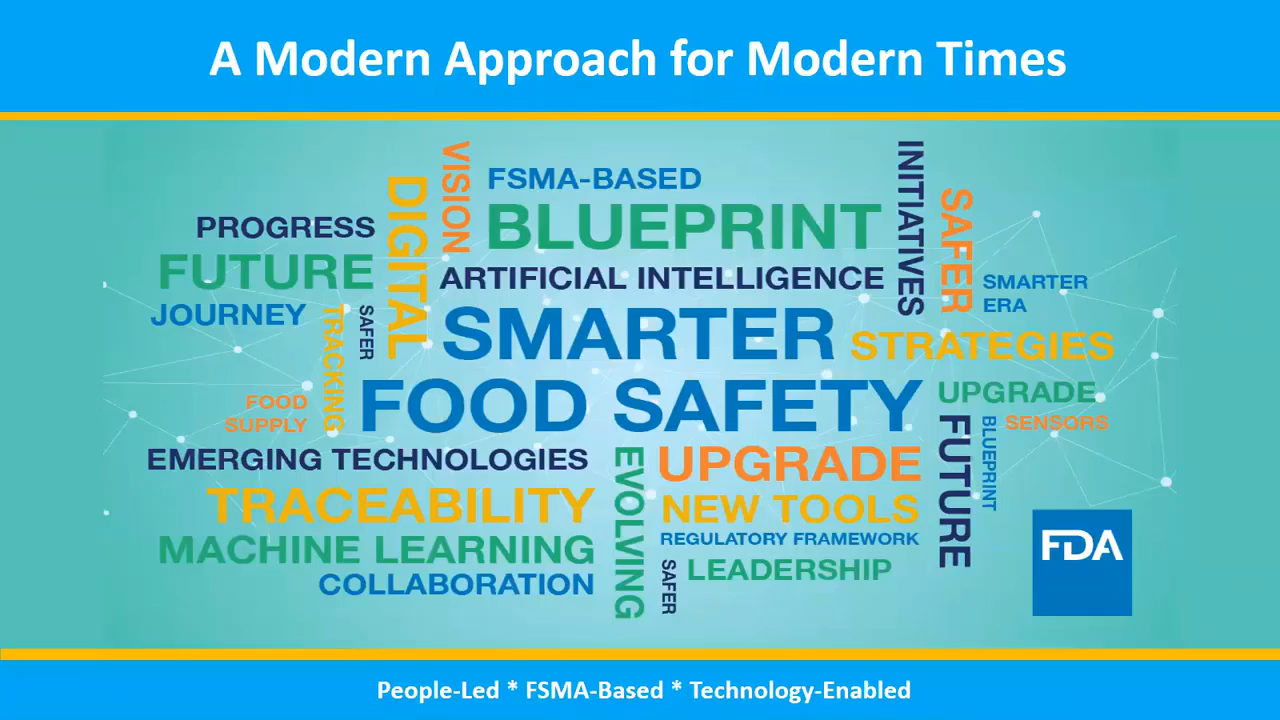 A Modern Approach for Modern Times
VISION
FSMA-BASED
INITIATIVES
DIGITAL
BLUEPRINT
SAFER
PROGRESS
FUTURE
ARTIFICIAL INTELLIGENCE
SMARTER
ERA
JOURNEY
TRACKING
SAFER
SMARTER
STRATEGIES
FOOD SAFETY
UPGRADE
FOOD
SUPPLY
FUTURE
BLUEPRINT
SENSORS
EMERGING TECHNOLOGIES
EVOLVING
UPGRADE
TRACEABILITY
NEW TOOLS
REGULATORY FRAMEWORK
MACHINE LEARNING
SAFER
LEADERSHIP
COLLABORATION
FDA
People-Led * FSMA-Based * Technology-Enabled